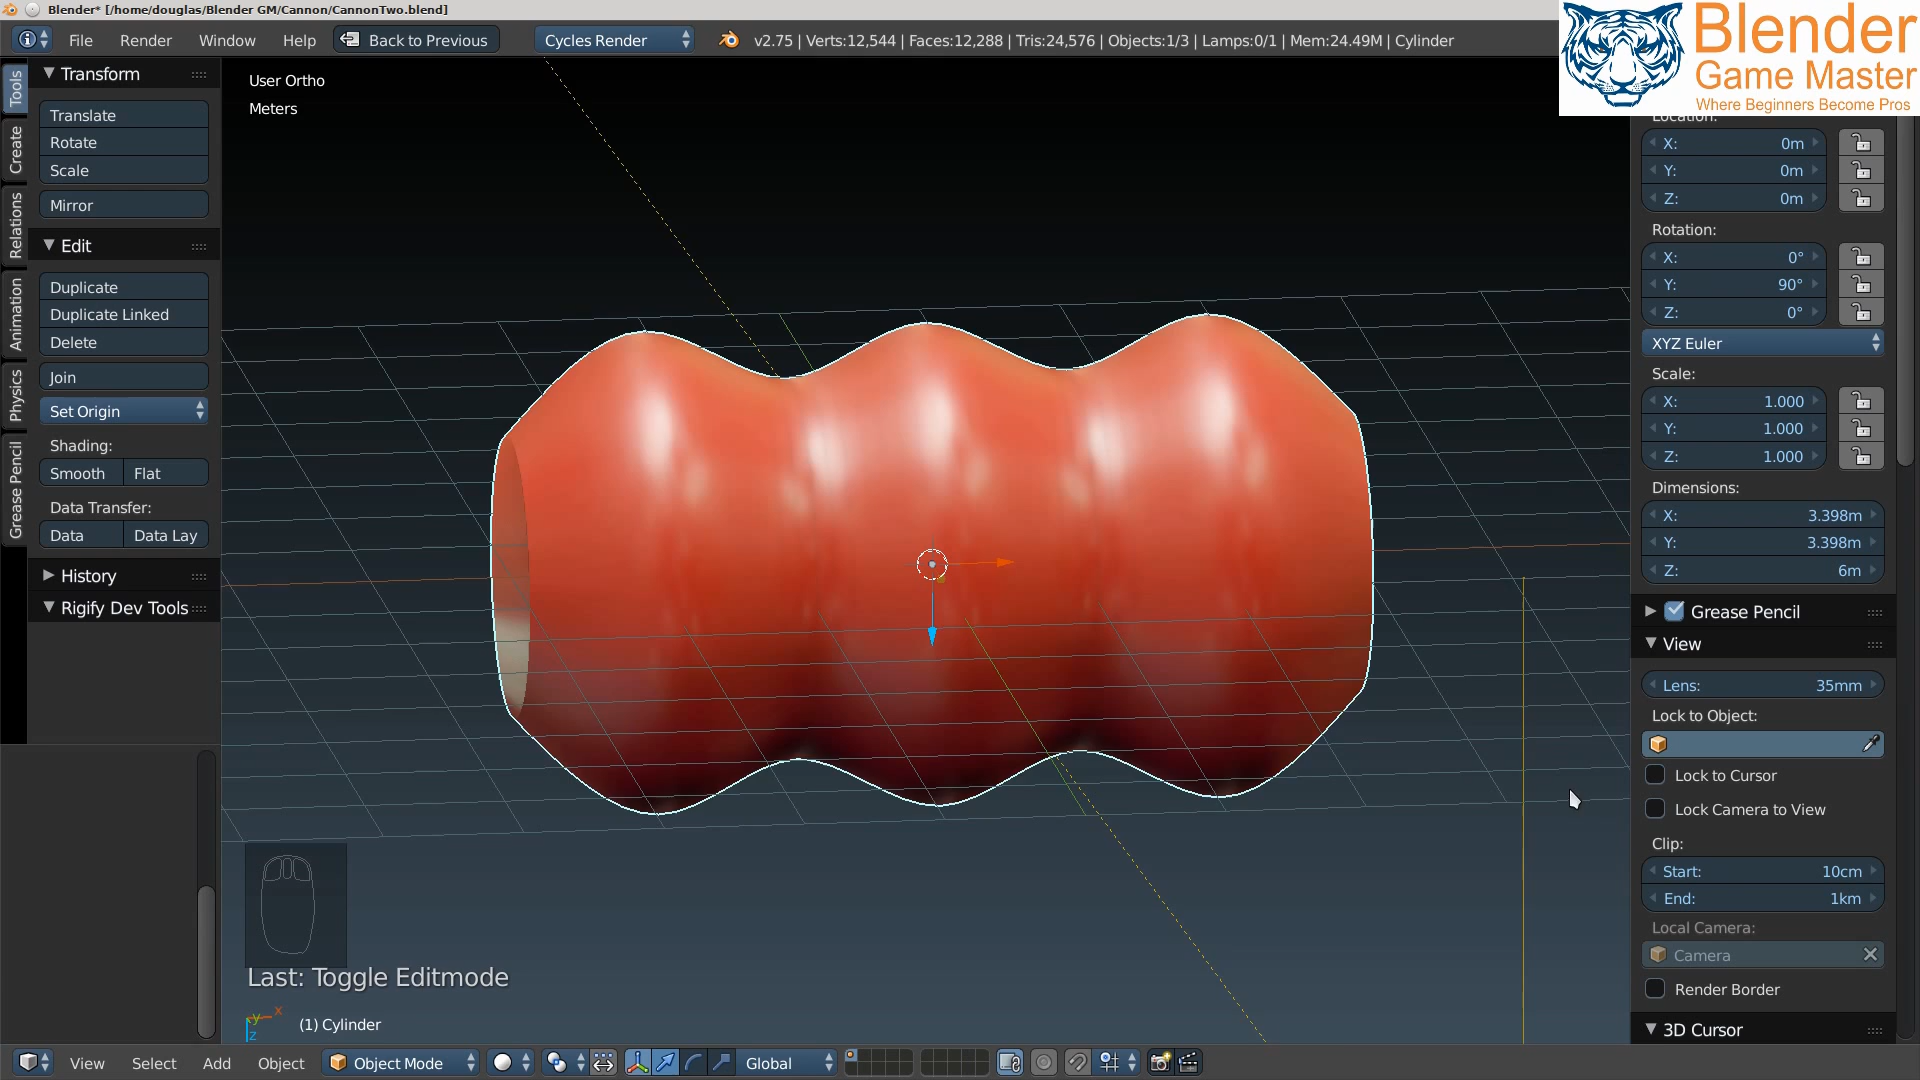 Blender* [/home/douglas/Blender GM/Cannon/CannonTwo.blend]
File Render Window Help Back to Previous Cycles Render v2.75 | Verts:12,544 | Faces:12,288 | Tris:24,576 | Objects:1/3 | Lamps:0/1 | Mem:24.49M | Cylinder
Blender
Game Master
Where Beginners Become Pros
Tools
Create
Relations
Animation
Physics
Grease Pencil
Transform
Translate
Rotate
Scale
Mirror
Edit
Duplicate
Duplicate Linked
Delete
Join
Set Origin
Shading:
Smooth Flat
Data Transfer:
Data Data Lay
History
Rigify Dev Tools
User Ortho
Meters
Last: Toggle Editmode
(1) Cylinder
x
y
z
Location:
X: 0m
Y: 0m
Z: 0m
Rotation:
X: 0°
Y: 90°
Z: 0°
XYZ Euler
Scale:
X: 1.000
Y: 1.000
Z: 1.000
Dimensions:
X: 3.398m
Y: 3.398m
Z: 6m
Grease Pencil
View
Lens: 35mm
Lock to Object:
Lock to Cursor
Lock Camera to View
Clip:
Start: 10cm
End: 1km
Local Camera:
Camera
Render Border
3D Cursor
View Select Add Object Object Mode Global